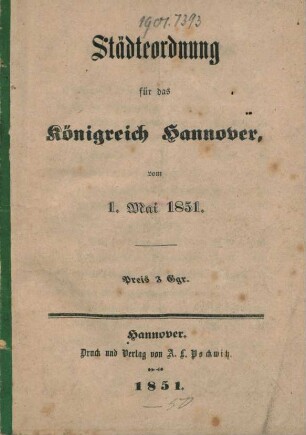 1901.7393
Städteordnung
für das
Königreich Hannover,
vom
1. Mai 1851.
Preis 3 Ggr.
Hannover.
Druck und Verlag von A. L. Pockwitz.
1851.
—50